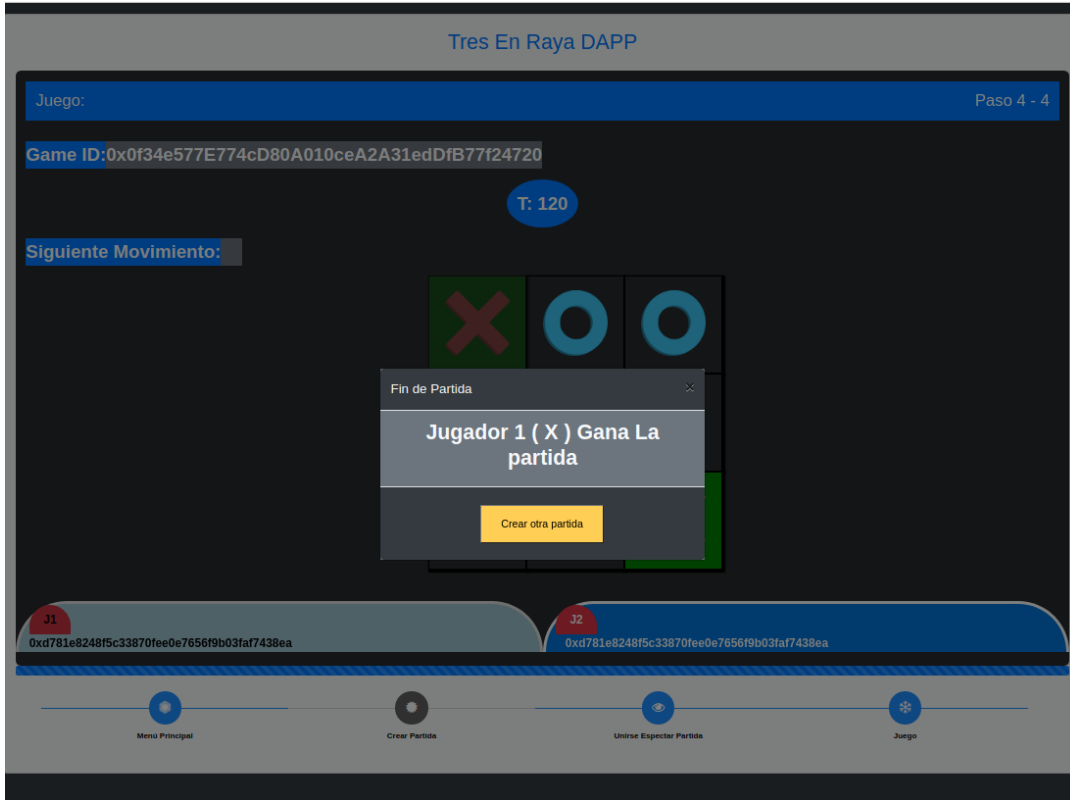 Tres En Raya DAPP
Juego: Paso 4 - 4
Game ID:0x0f34e577E774cD80A010ceA2A31edDfB77f24720
T: 120
Siguiente Movimiento:
Fin de Partida ×
Jugador 1 ( X ) Gana La
partida
Crear otra partida
J1
0xd781e8248f5c33870fee0e7656f9b03faf7438ea
J2
0xd781e8248f5c33870fee0e7656f9b03faf7438ea
Menú Principal
Crear Partida
Unirse Espectar Partida
Juego